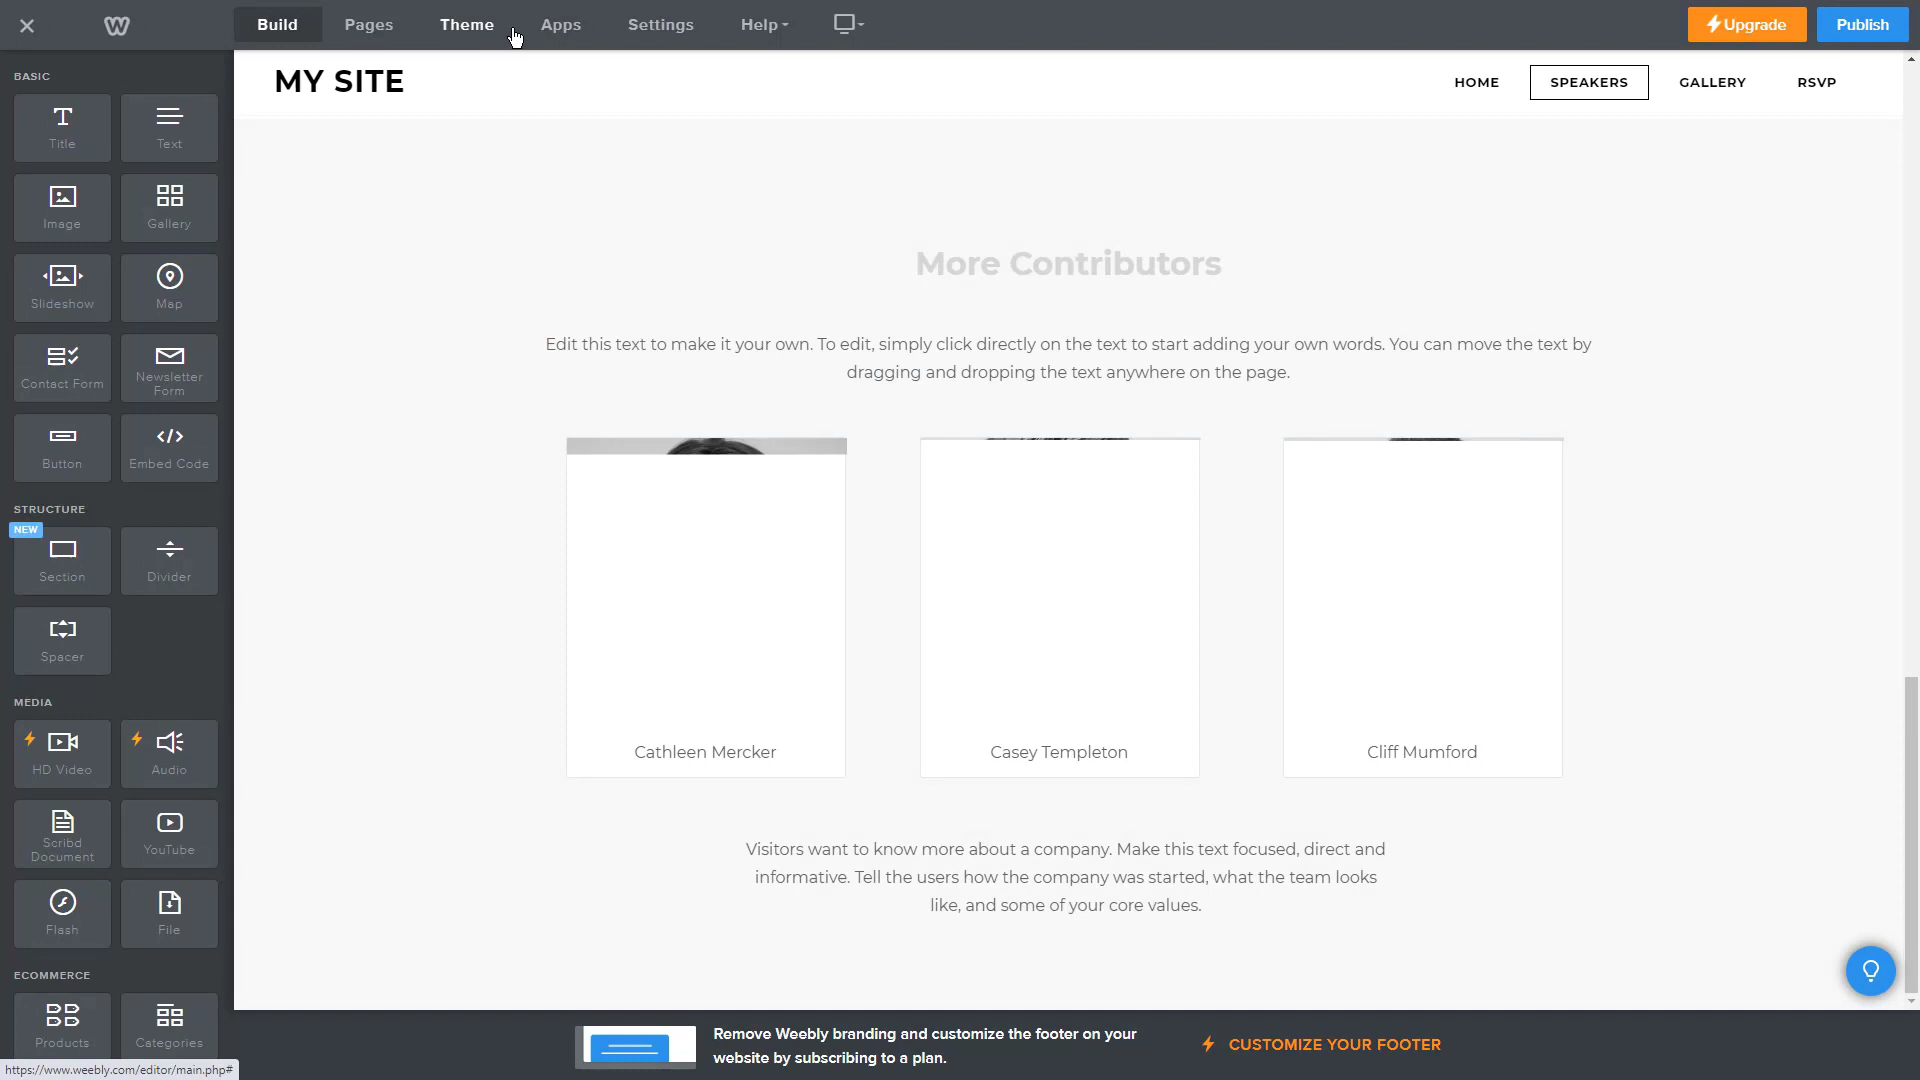 Build
Pages
Theme
Apps
Settings
Help
Upgrade
Publish
BASIC
Title
Text
Image
Gallery
Slideshow
Map
Contact Form
Newsletter
Form
Button
Embed Code
STRUCTURE
NEW
Section
Divider
Spacer
MEDIA
HD Video
Audio
Scribd
Document
YouTube
Flash
File
ECOMMERCE
Products
Categories
https://www.weebly.com/editor/main.php#
MY SITE
HOME
SPEAKERS
GALLERY
RSVP
More Contributors
Edit this text to make it your own. To edit, simply click directly on the text to start adding your own words. You can move the text by
dragging and dropping the text anywhere on the page.
Cathleen Mercker
Casey Templeton
Cliff Mumford
Visitors want to know more about a company. Make this text focused, direct and
informative. Tell the users how the company was started, what the team looks
like, and some of your core values.
Remove Weebly branding and customize the footer on your
website by subscribing to a plan.
CUSTOMIZE YOUR FOOTER